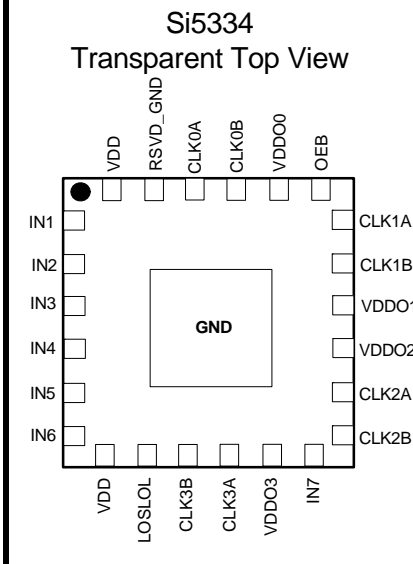 Si5334
Transparent Top View
VDD
RSVD_GND
CLK0A
CLK0B
VDDO0
OEB
IN1
IN2
IN3
IN4
IN5
IN6
GND
CLK1A
CLK1B
VDDO1
VDDO2
CLK2A
CLK2B
VDD
LOSLOL
CLK3B
CLK3A
VDDO3
IN7